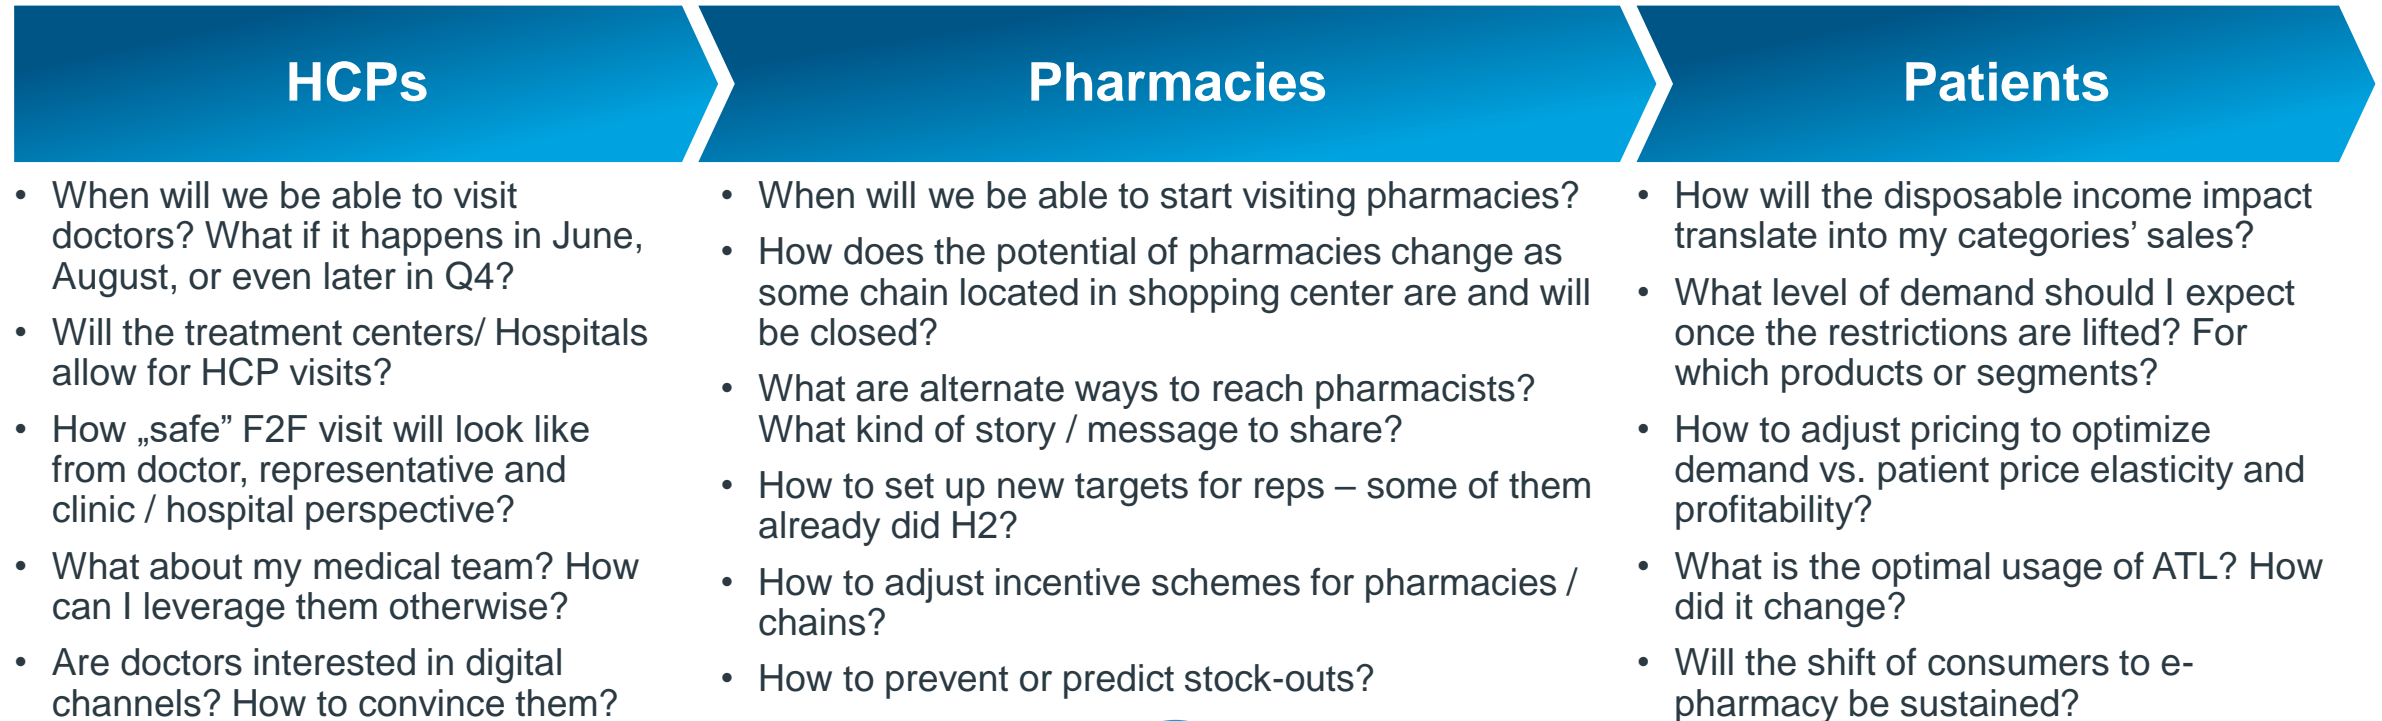 HCPs
• When will we be able to visit
doctors? What if it happens in June,
August, or even later in Q4?
• Will the treatment centers/ Hospitals
allow for HCP visits?
• How „safe” F2F visit will look like
from doctor, representative and
clinic / hospital perspective?
• What about my medical team? How
can I leverage them otherwise?
• Are doctors interested in digital
channels? How to convince them?
Pharmacies
• When will we be able to start visiting pharmacies?
• How does the potential of pharmacies change as
some chain located in shopping center are and will
be closed?
• What are alternate ways to reach pharmacists?
What kind of story / message to share?
• How to set up new targets for reps – some of them
already did H2?
• How to adjust incentive schemes for pharmacies /
chains?
• How to prevent or predict stock-outs?
Patients
• How will the disposable income impact
translate into my categories’ sales?
• What level of demand should I expect
once the restrictions are lifted? For
which products or segments?
• How to adjust pricing to optimize
demand vs. patient price elasticity and
profitability?
• What is the optimal usage of ATL? How
did it change?
• Will the shift of consumers to e-
pharmacy be sustained?